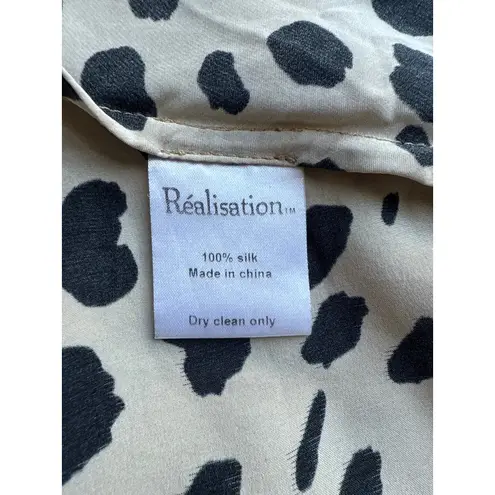 Réalisation™
100% silk
Made in china
Dry clean only